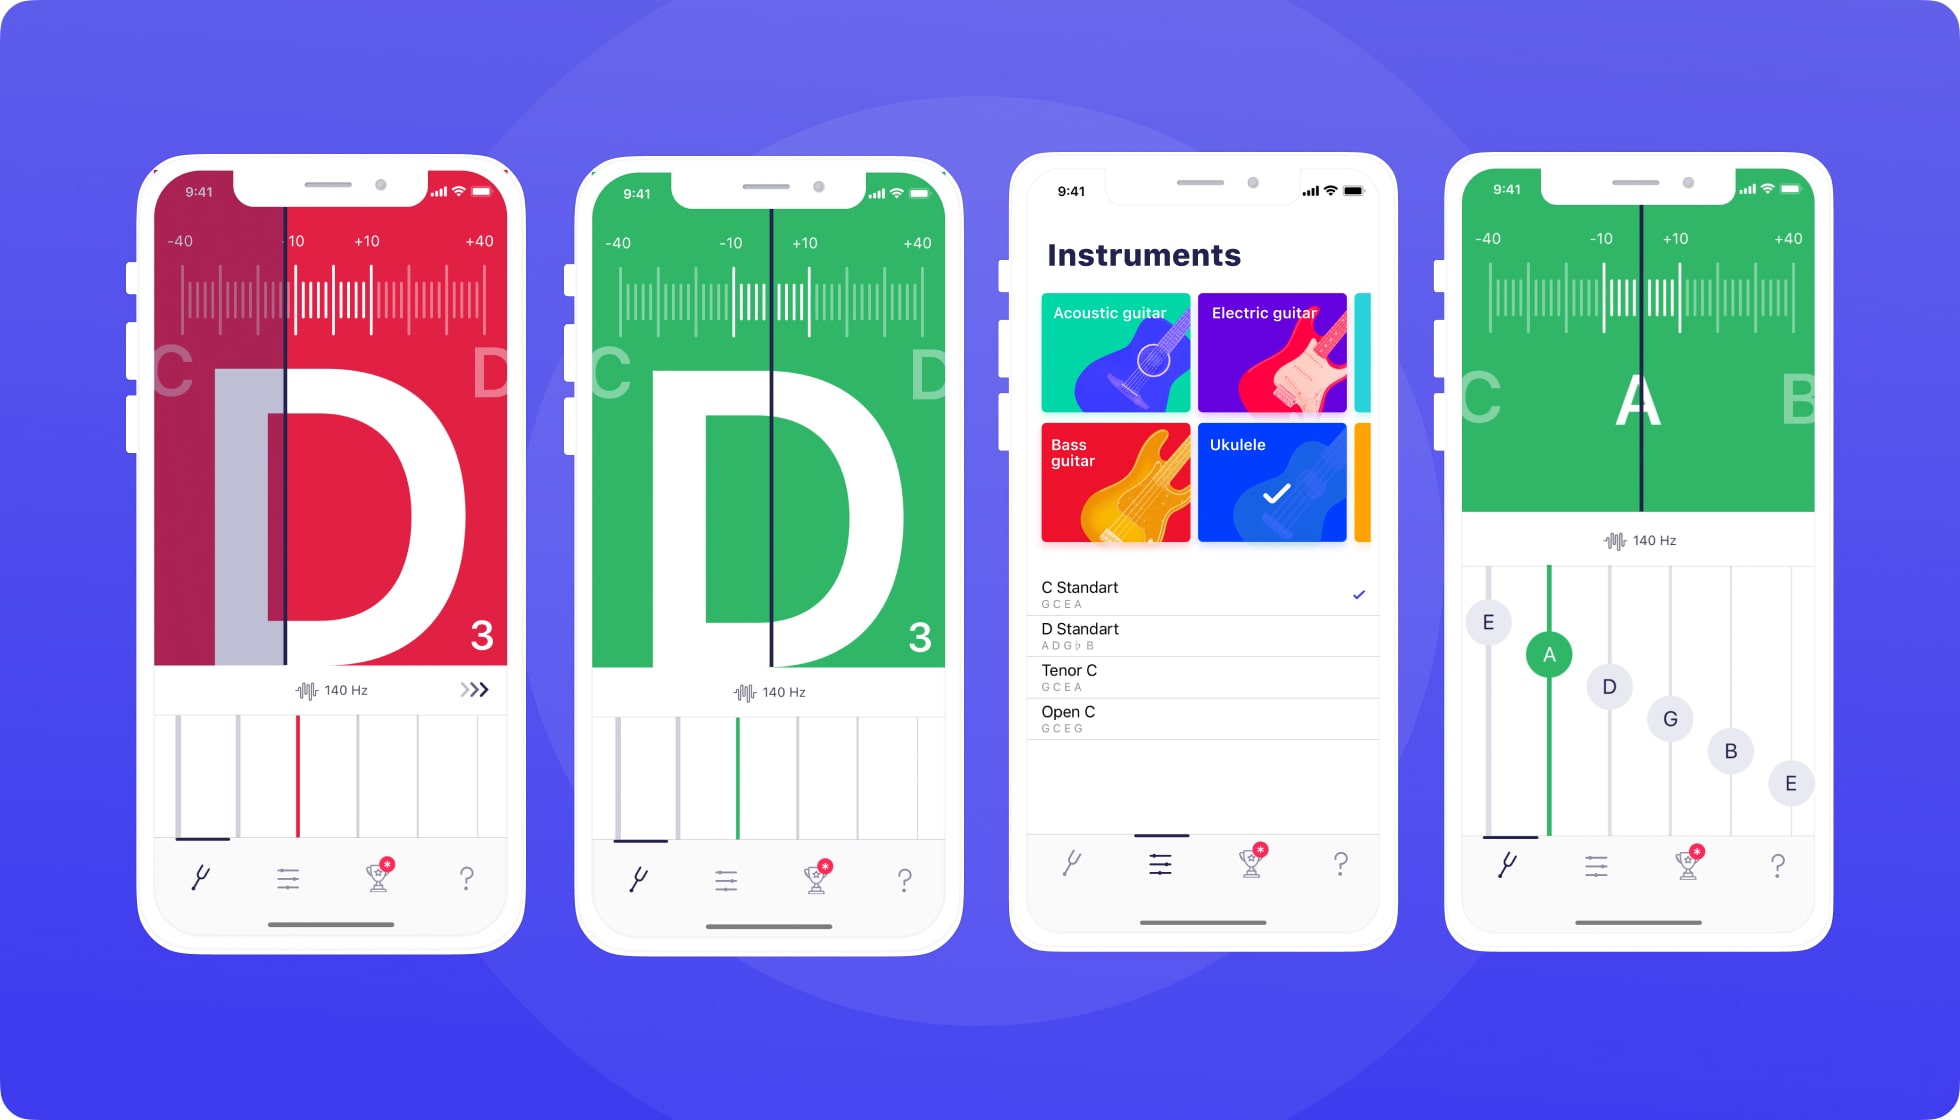 9:41
-40 -10 +10 +40
C D D
3
140 Hz
9:41
-40 -10 +10 +40
C D D
3
140 Hz
9:41
Instruments
Acoustic guitar
Electric guitar
Bass
guitar
Ukulele
C Standart
G C E A
D Standart
A D G♭ B
Tenor C
G C E A
Open C
G C E G
9:41
-40 -10 +10 +40
C A B
140 Hz
E
A
D
G
B
E